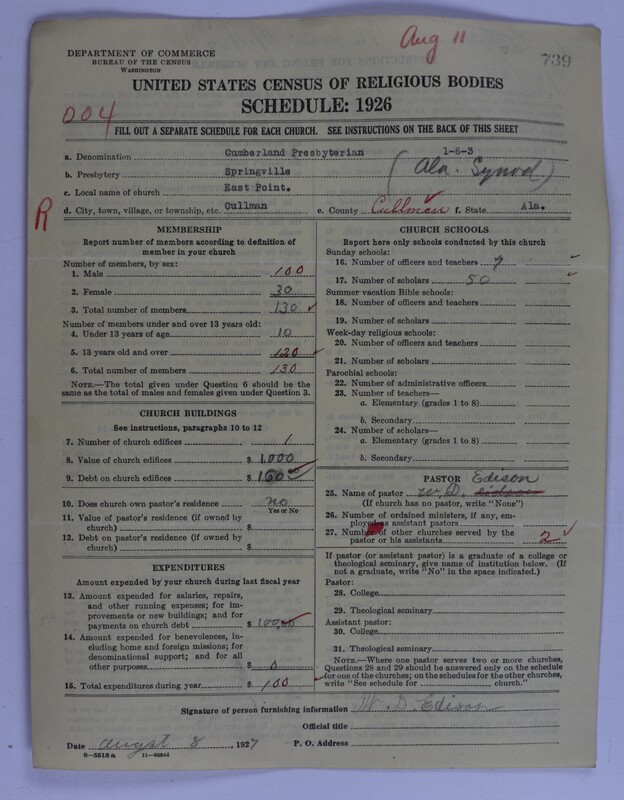 Aug 11
739
DEPARTMENT OF COMMERCE
BUREAU OF THE CENSUS
WASHINGTON
UNITED STATES CENSUS OF RELIGIOUS BODIES
SCHEDULE: 1926
004
FILL OUT A SEPARATE SCHEDULE FOR EACH CHURCH. SEE INSTRUCTIONS ON THE BACK OF THIS SHEET
a. Denomination Cumberland Presbyterian 1-6-3
b. Presbytery Springville (Ala. Synod)
c. Local name of church East Point.
R
d. City, town, village, or township, etc. Cullman e. County Cullman f. State Ala.
MEMBERSHIP
Report number of members according to definition of
member in your church
Number of members, by sex:
1. Male 100
2. Female 30
3. Total number of members 130
Number of members under and over 13 years old:
4. Under 13 years of age 10
5. 13 years old and over 120
6. Total number of members 130
NOTE.—The total given under Question 6 should be
same as the total of males and females given under Question 3.
CHURCH BUILDINGS
See instructions, paragraphs 10 to 12
7. Number of church edifices 1
8. Value of church edifices $ 1,000
9. Debt on church edifices $
10. Does church own pastor's residence no
Yes or No
11. Value of pastor's residence (if owned by
church) $
12. Debt on pastor's residence (if owned by
church) $
EXPENDITURES
Amount expended by your church during last fiscal year
13. Amount expended for salaries, repairs,
and other running expenses; for im-
provements or new buildings; and for
payments on church debt $ 100.00
14. Amount expended for benevolences, in-
cluding home and foreign missions; for
denominational support; and for all
other purposes $ 0
15. Total expenditures during year $ 100
CHURCH SCHOOLS
Report here only schools conducted by this church
Sunday schools:
16. Number of officers and teachers 7
17. Number of scholars 50
Summer vacation Bible schools:
18. Number of officers and teachers
19. Number of scholars
Week-day religious schools:
20. Number of officers and teachers
21. Number of scholars
Parochial schools:
22. Number of administrative officers
23. Number of teachers—
a. Elementary (grades 1 to 8)
b. Secondary
24. Number of scholars—
a. Elementary (grades 1 to 8)
b. Secondary
PASTOR Edison
25. Name of pastor W. D.
(If church has no pastor, write "None")
26. Number of ordained ministers, if any, em-
ployed as assistant pastors
27. Number of other churches served by the
pastor or his assistants 2
If pastor (or assistant pastor) is a graduate of a college or
theological seminary, give name of institution below. (If
not a graduate, write "No" in the space indicated.)
Pastor:
28. College
29. Theological seminary
Assistant pastor:
30. College
31. Theological seminary
NOTE.—Where one pastor serves two or more churches,
Questions 28 and 29 should be answered only on the schedule
for one of the churches; on the schedules for the other churches,
write "See schedule for church."
Signature of person furnishing information W. D. Edison
Official title
Date augst 8, 1927 P. O. Address
8-5518a